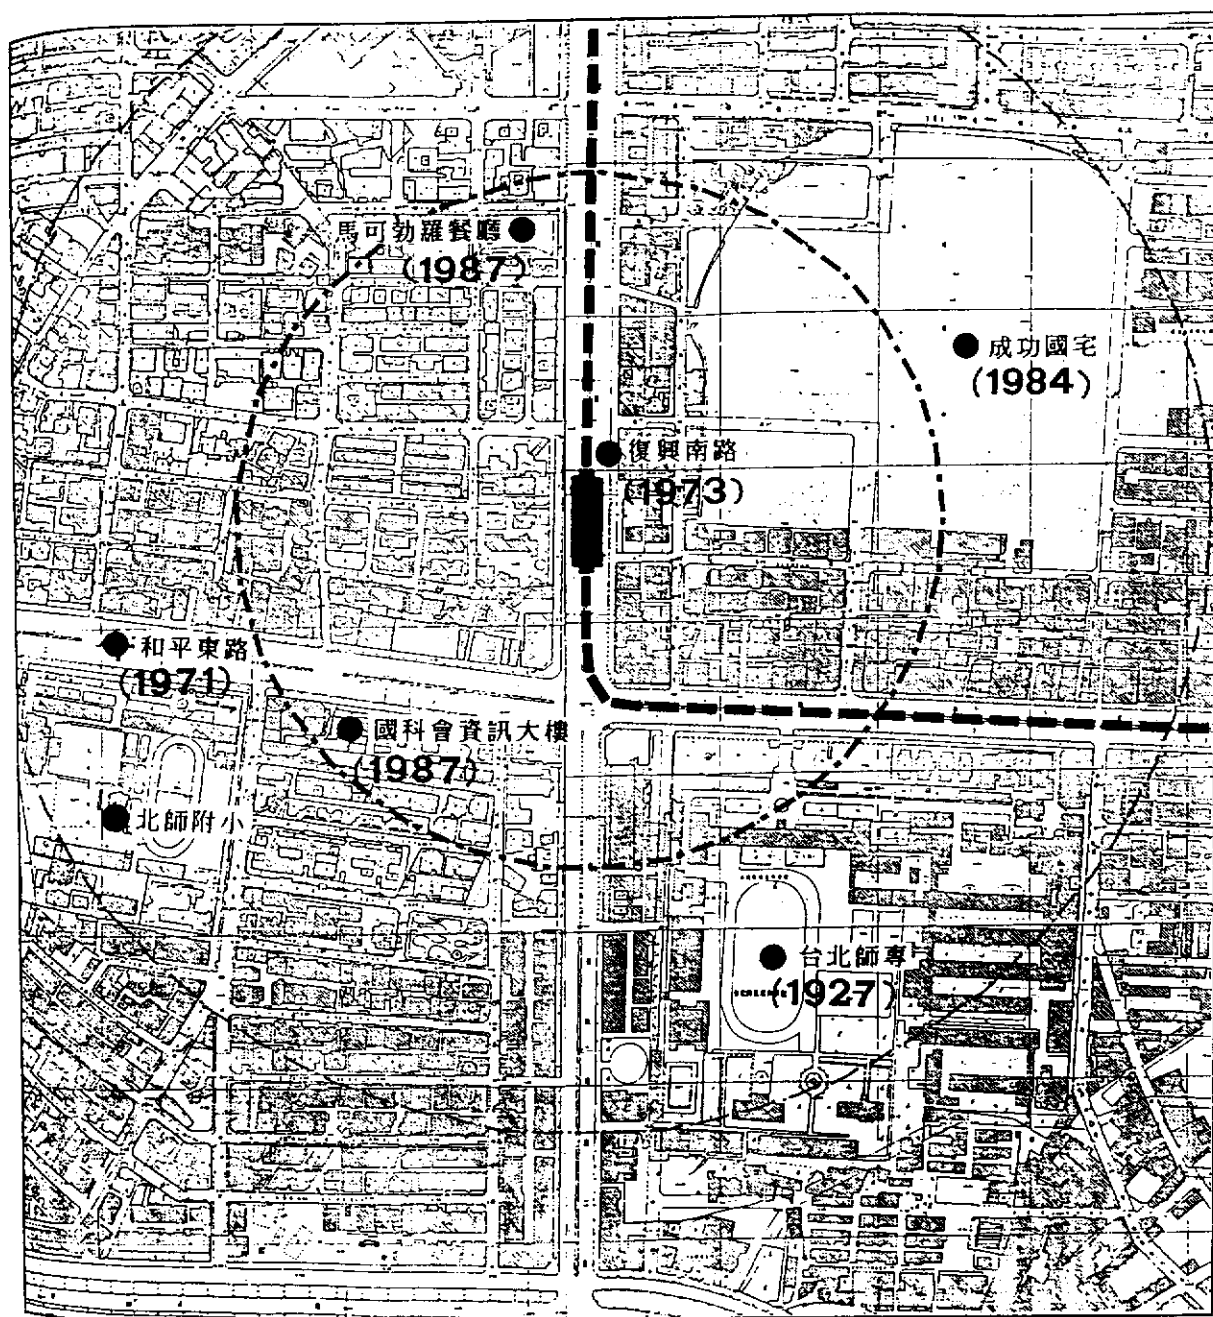 馬可勃羅餐廳
(1987)
成功國宅
(1984)
復興南路
(1973)
和平東路
(1971)
國科會資訊大樓
(1987)
北師附小
台北師專
(1927)